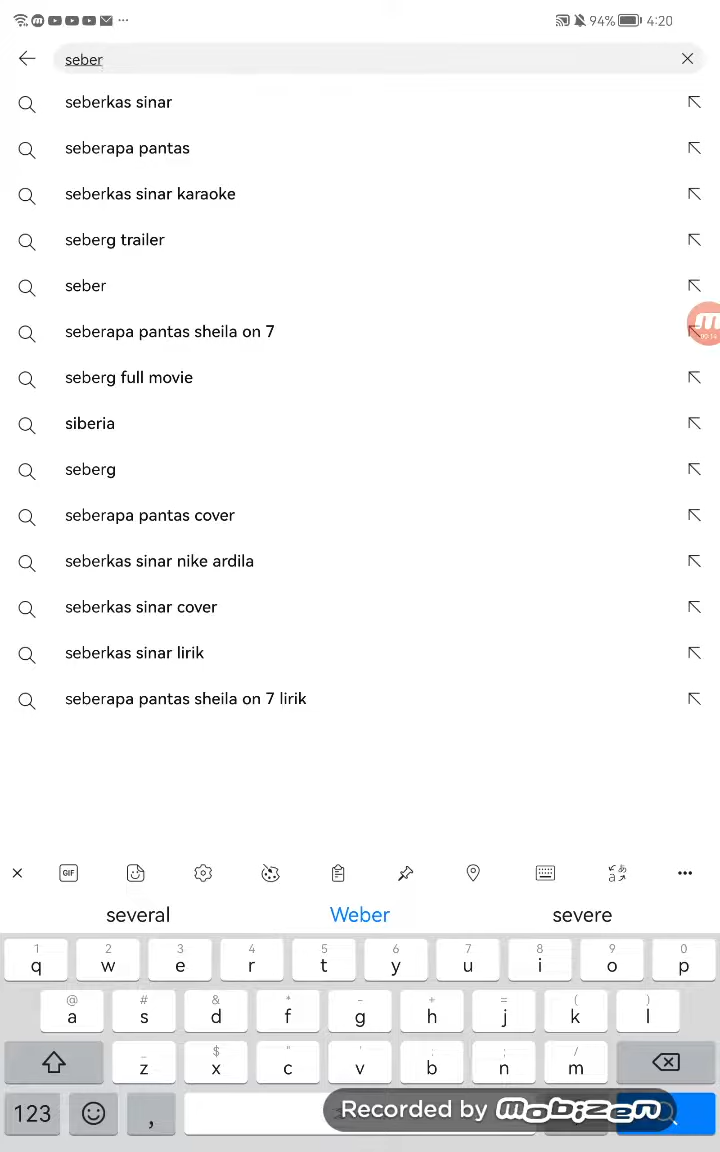 94% 4:20
seber
seberkas sinar
seberapa pantas
seberkas sinar karaoke
seberg trailer
seber
seberapa pantas sheila on 7
00:14
seberg full movie
siberia
seberg
seberapa pantas cover
seberkas sinar nike ardila
seberkas sinar cover
seberkas sinar lirik
seberapa pantas sheila on 7 lirik
GIF
several Weber severe
1 2 3 4 5 6 7 8 9 0
q w e r t y u i o p
@ # & * - + = ( )
a s d f g h j k l
_ $ " ' : ; /
z x c v b n m
123 , Recorded by mobizen